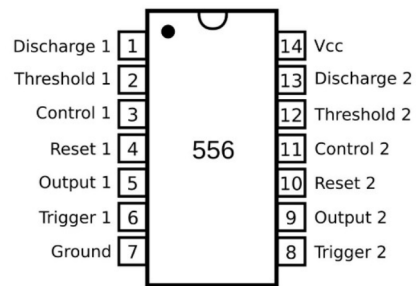 Discharge 1 1 14 Vcc
Threshold 1 2 13 Discharge 2
Control 1 3 12 Threshold 2
Reset 1 4 556 11 Control 2
Output 1 5 10 Reset 2
Trigger 1 6 9 Output 2
Ground 7 8 Trigger 2